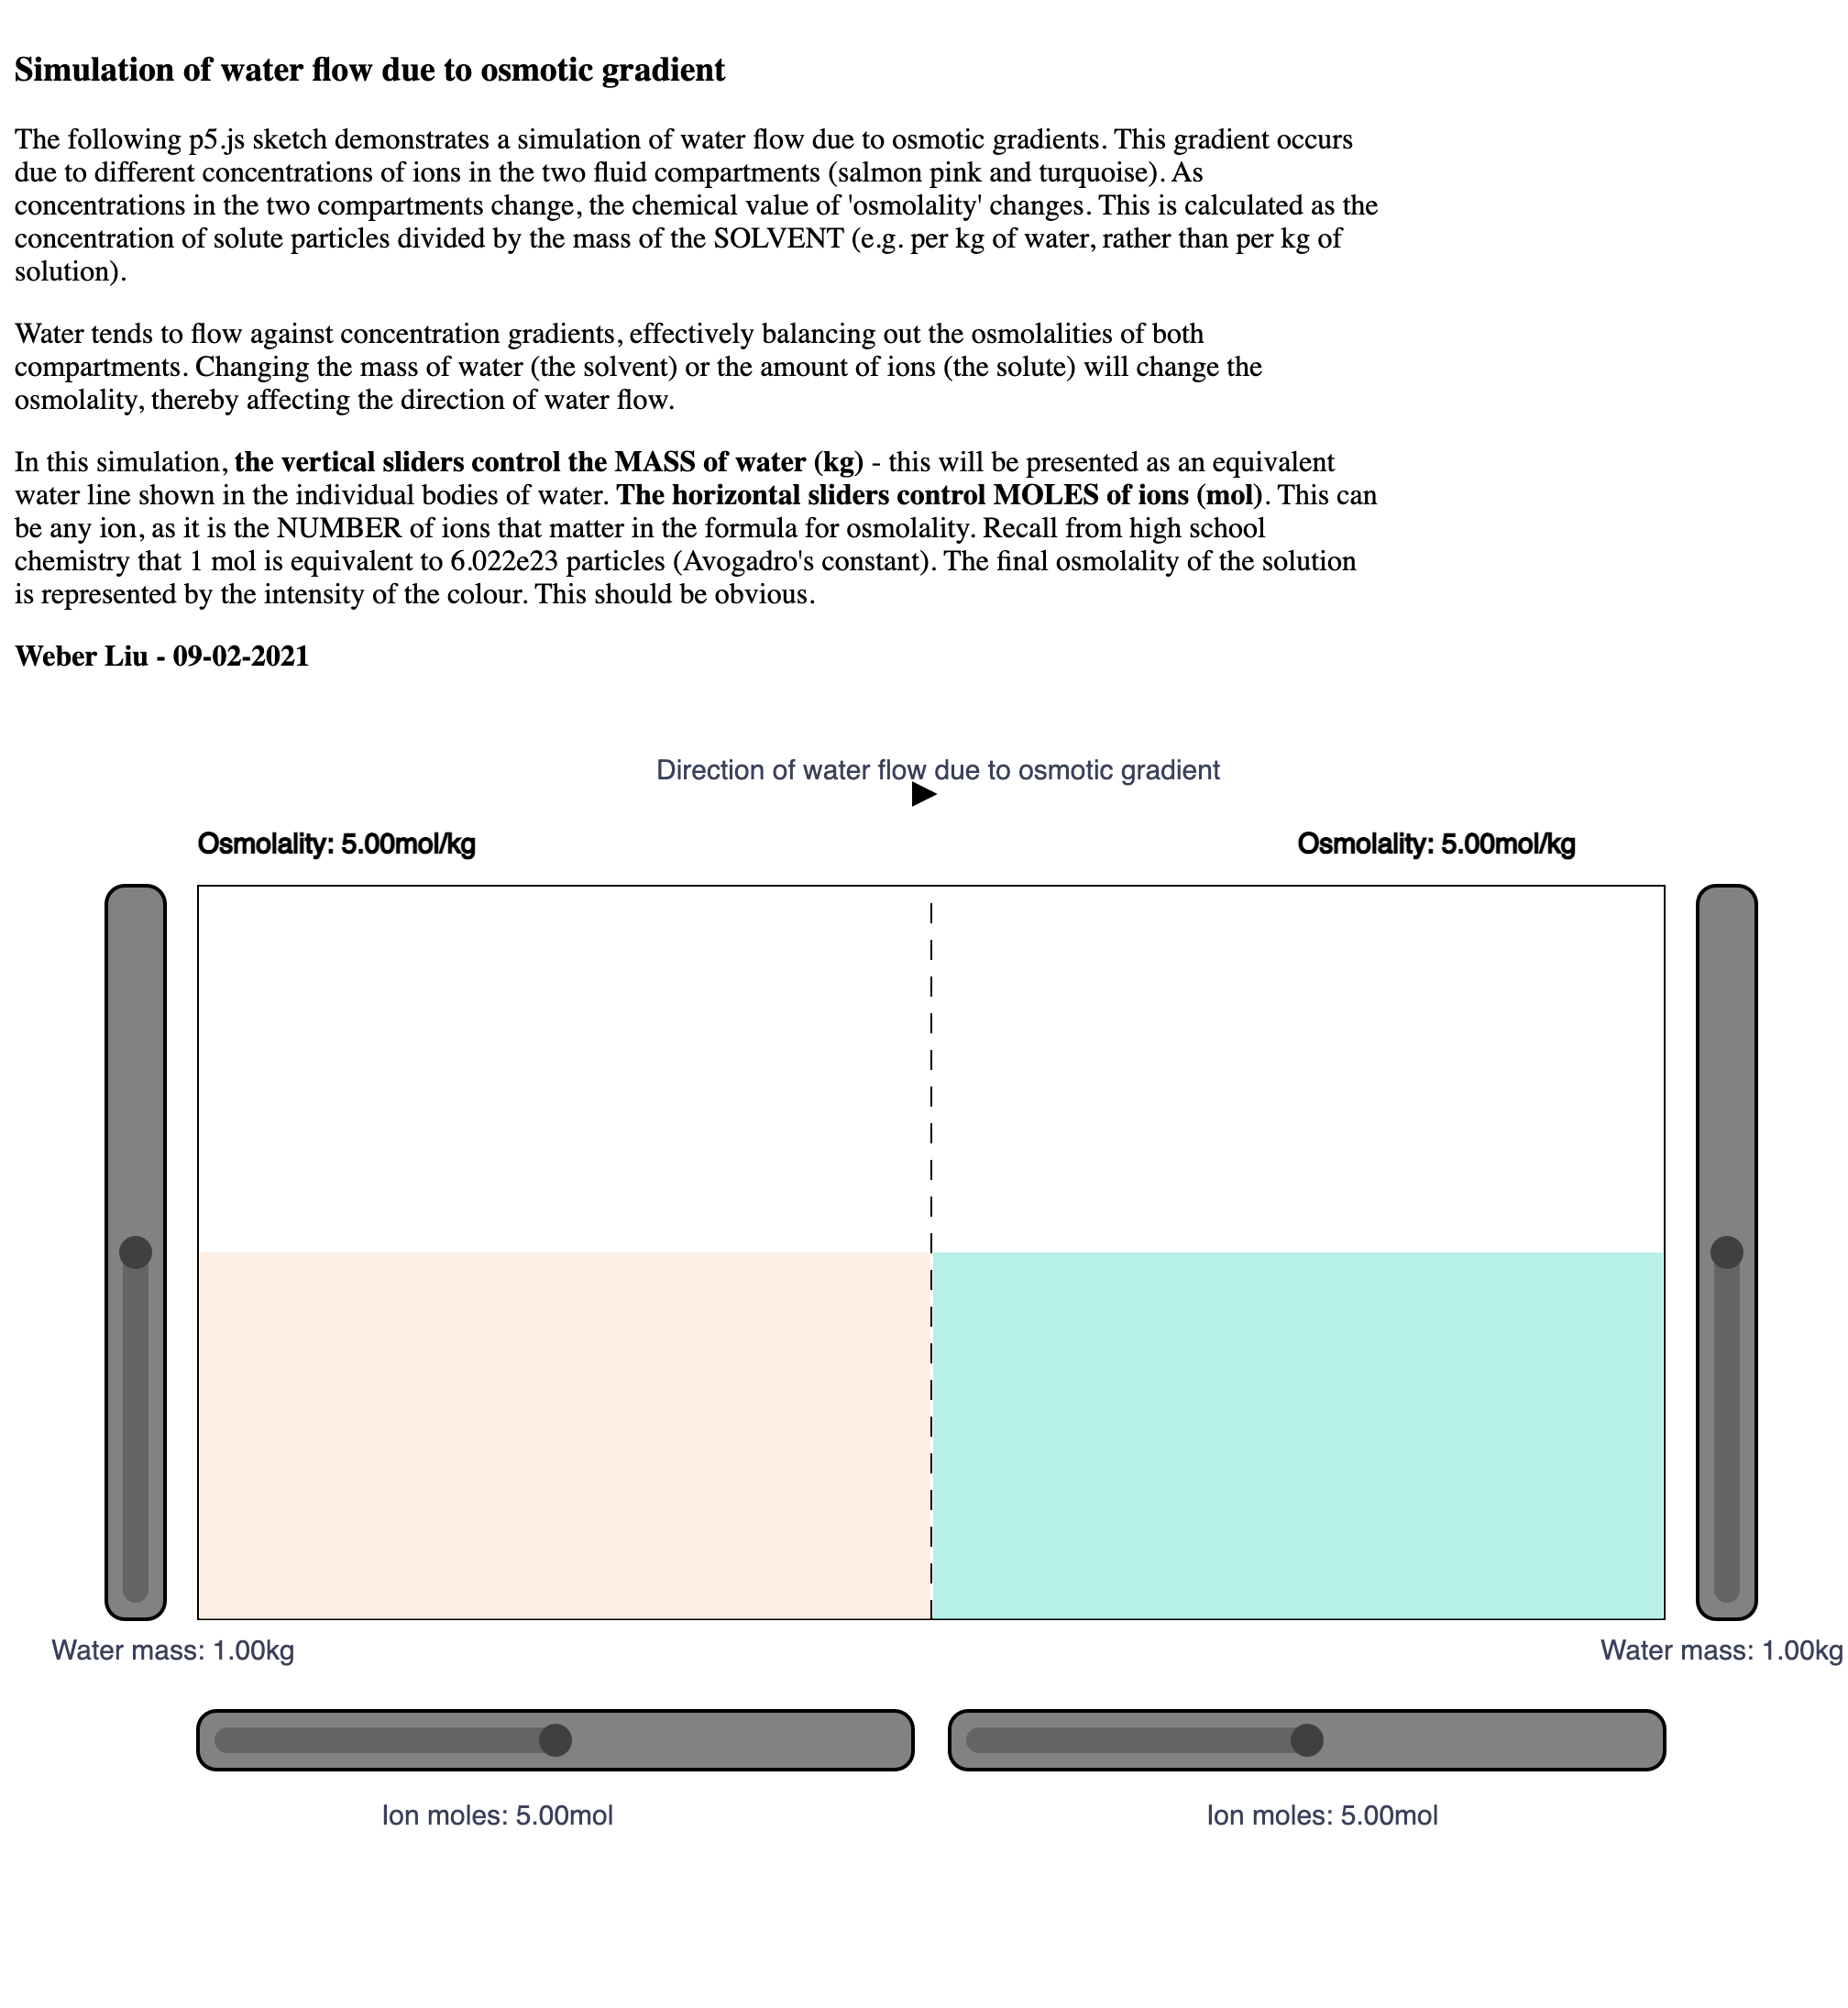 Simulation of water flow due to osmotic gradient
The following p5.js sketch demonstrates a simulation of water flow due to osmotic gradients. This gradient occurs
due to different concentrations of ions in the two fluid compartments (salmon pink and turquoise). As
concentrations in the two compartments change, the chemical value of 'osmolality' changes. This is calculated as the
concentration of solute particles divided by the mass of the SOLVENT (e.g. per kg of water, rather than per kg of
solution).
Water tends to flow against concentration gradients, effectively balancing out the osmolalities of both
compartments. Changing the mass of water (the solvent) or the amount of ions (the solute) will change the
osmolality, thereby affecting the direction of water flow.
In this simulation, the vertical sliders control the MASS of water (kg) - this will be presented as an equivalent
water line shown in the individual bodies of water. The horizontal sliders control MOLES of ions (mol). This can
be any ion, as it is the NUMBER of ions that matter in the formula for osmolality. Recall from high school
chemistry that 1 mol is equivalent to 6.022e23 particles (Avogadro's constant). The final osmolality of the solution
is represented by the intensity of the colour. This should be obvious.
Weber Liu - 09-02-2021
Direction of water flow due to osmotic gradient
Osmolality: 5.00mol/kg
Osmolality: 5.00mol/kg
Water mass: 1.00kg
Water mass: 1.00kg
Ion moles: 5.00mol
Ion moles: 5.00mol